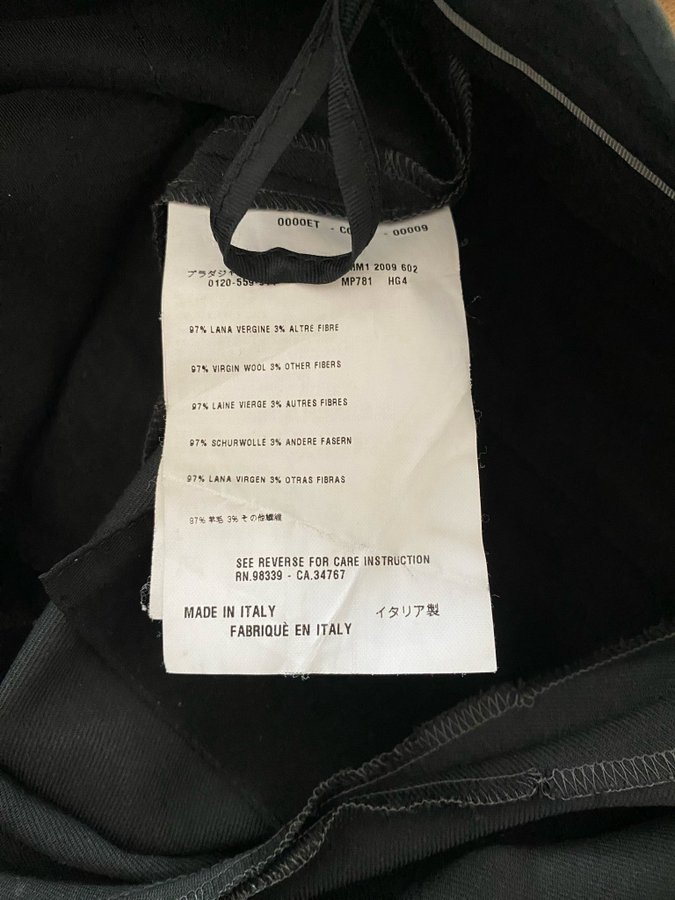 0000ET - CO - 00009
プラダジャ HM1 2009 602
0120-559- MP781 HG4
97% LANA VERGINE 3% ALTRE FIBRE
97% VIRGIN WOOL 3% OTHER FIBERS
97% LAINE VIERGE 3% AUTRES FIBRES
97% SCHURWOLLE 3% ANDERE FASERN
97% LANA VIRGEN 3% OTRAS FIBRAS
97% 羊毛 3% その他繊維
SEE REVERSE FOR CARE INSTRUCTION
RN.98339 - CA.34767
MADE IN ITALY イタリア製
FABRIQUÈ EN ITALY